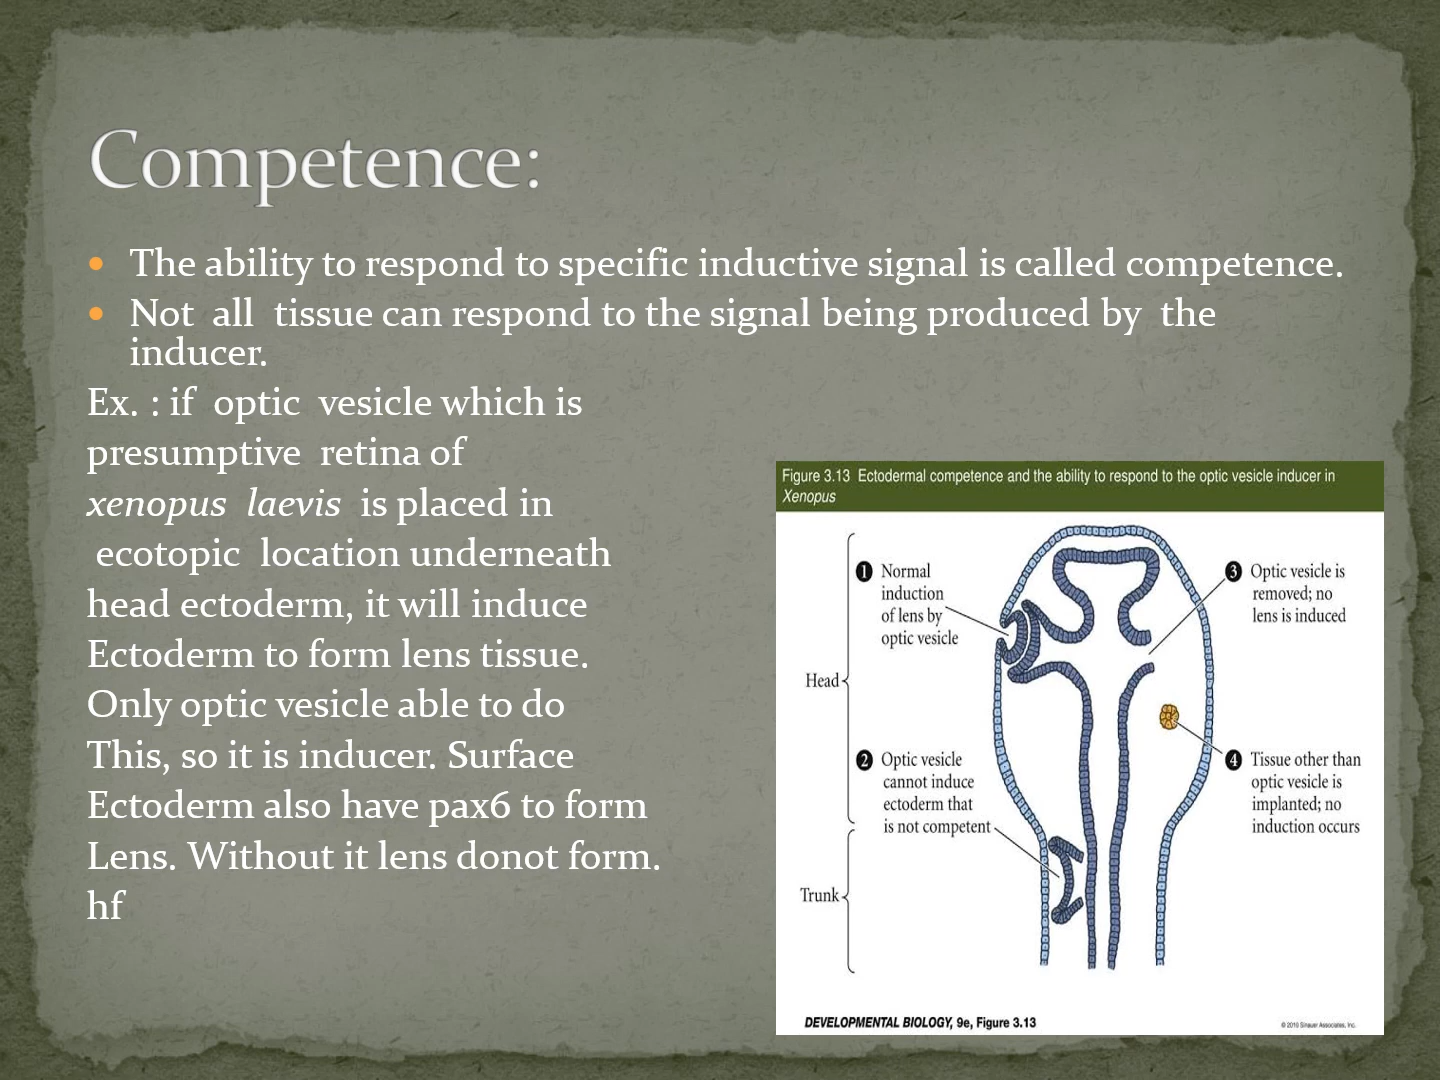 Competence:
• The ability to respond to specific inductive signal is called competence.
• Not all tissue can respond to the signal being produced by the
inducer.
Ex. : if optic vesicle which is
presumptive retina of
xenopus laevis is placed in
ecotopic location underneath
head ectoderm, it will induce
Ectoderm to form lens tissue.
Only optic vesicle able to do
This, so it is inducer. Surface
Ectoderm also have pax6 to form
Lens. Without it lens donot form.
hf
Figure 3.13 Ectodermal competence and the ability to respond to the optic vesicle inducer in
Xenopus
1 Normal
induction
of lens by
optic vesicle
3 Optic vesicle is
removed; no
lens is induced
Head
2 Optic vesicle
cannot induce
ectoderm that
is not competent
4 Tissue other than
optic vesicle is
implanted; no
induction occurs
Trunk
DEVELOPMENTAL BIOLOGY, 9e, Figure 3.13
© 2010 Sinauer Associates, Inc.